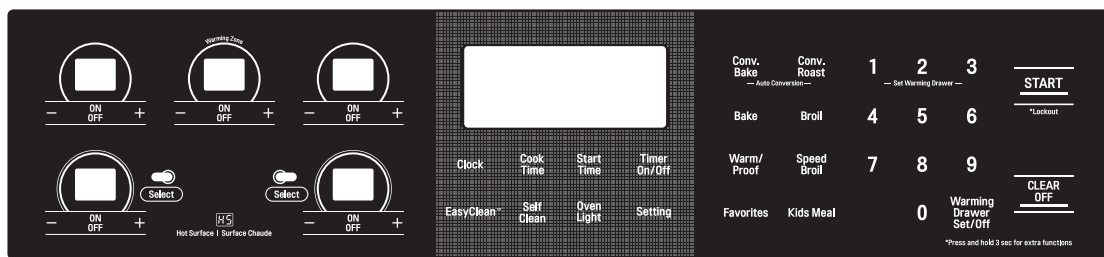 Warming Zone
ON
OFF
− +
ON
OFF
− +
ON
OFF
− +
ON
OFF
− +
Select
HS
Hot Surface | Surface Chaude
Select
ON
OFF
− +
Clock
Cook
Time
Start
Time
Timer
On/Off
EasyClean™
Self
Clean
Oven
Light
Setting
Conv.
Bake
Conv.
Roast
Auto Conversion
Bake
Broil
Warm/
Proof
Speed
Broil
Favorites
Kids Meal
1 2 3
Set Warming Drawer
4 5 6
7 8 9
0
Warming
Drawer
Set/Off
START
*Lockout
CLEAR
OFF
*Press and hold 3 sec for extra functions